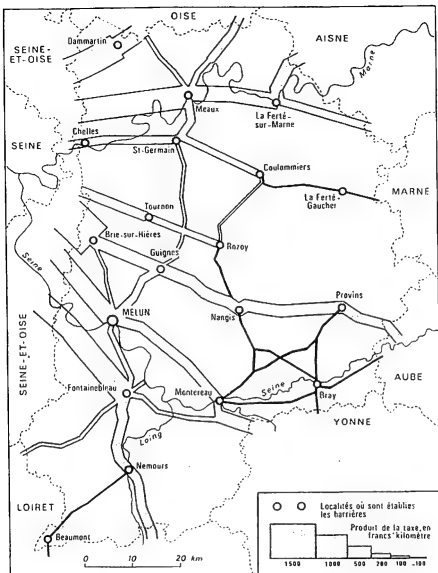 OISE
AISNE
SEINE-
ET-OISE
Dammartin
Marne
Meaux
La Ferté-
sur-Marne
SEINE
Chelles
St-Germain
Coulommiers
MARNE
La Ferté-
Gaucher
Tournon
Brie-sur-Hières
Rozoy
Guignes
Seine
MELUN
Nangis
Provins
SEINE-ET-OISE
Fontainebleau
Montereau
Seine
Bray
AUBE
YONNE
Loing
Nemours
LOIRET
Beaumont
0 10 20
km
Localités où sont établies
les barrières
Produit de la taxe, en
francs/kilomètre
1500 1000 500 200 100 -100